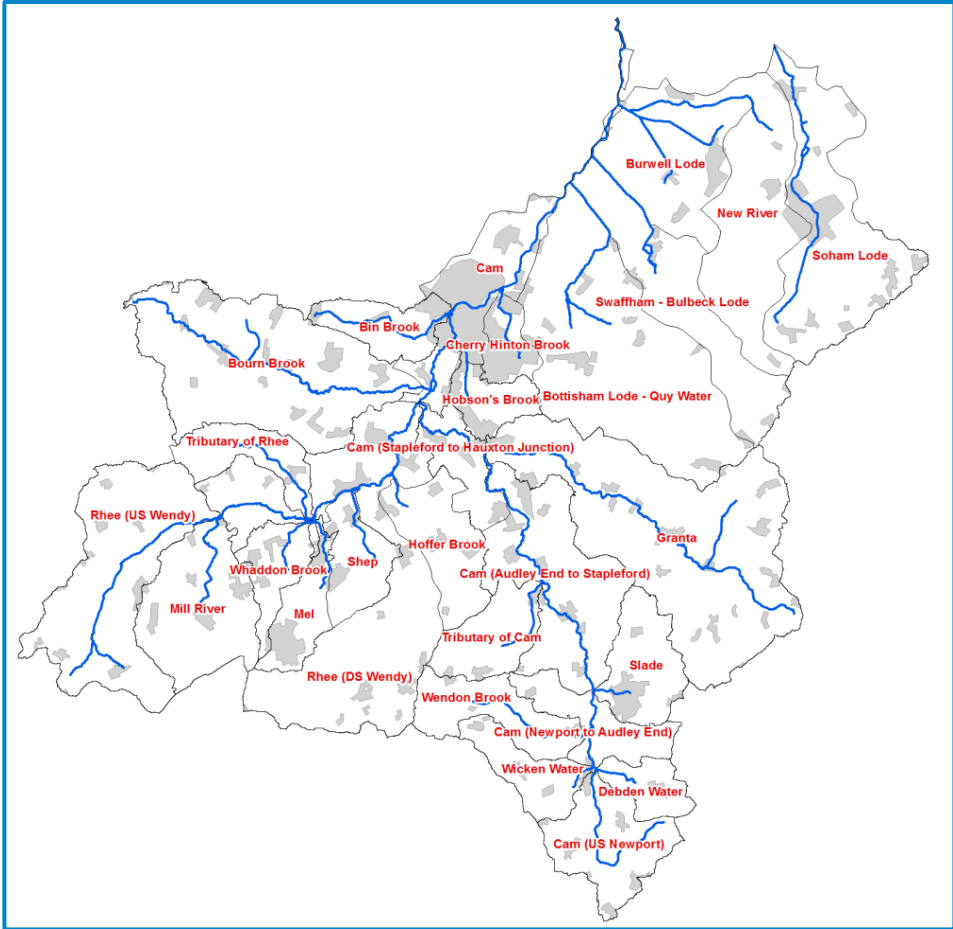 Burwell Lode
New River
Soham Lode
Cam
Swaffham - Bulbeck Lode
Bin Brook
Cherry Hinton Brook
Bourn Brook
Hobson's Brook
Bottisham Lode - Quy Water
Tributary of Rhee
Cam (Stapleford to Hauxton Junction)
Rhee (US Wendy)
Granta
Hoffer Brook
Shep
Whaddon Brook
Cam (Audley End to Stapleford)
Mill River
Mel
Tributary of Cam
Slade
Rhee (DS Wendy)
Wendon Brook
Cam (Newport to Audley End)
Wicken Water
Debden Water
Cam (US Newport)